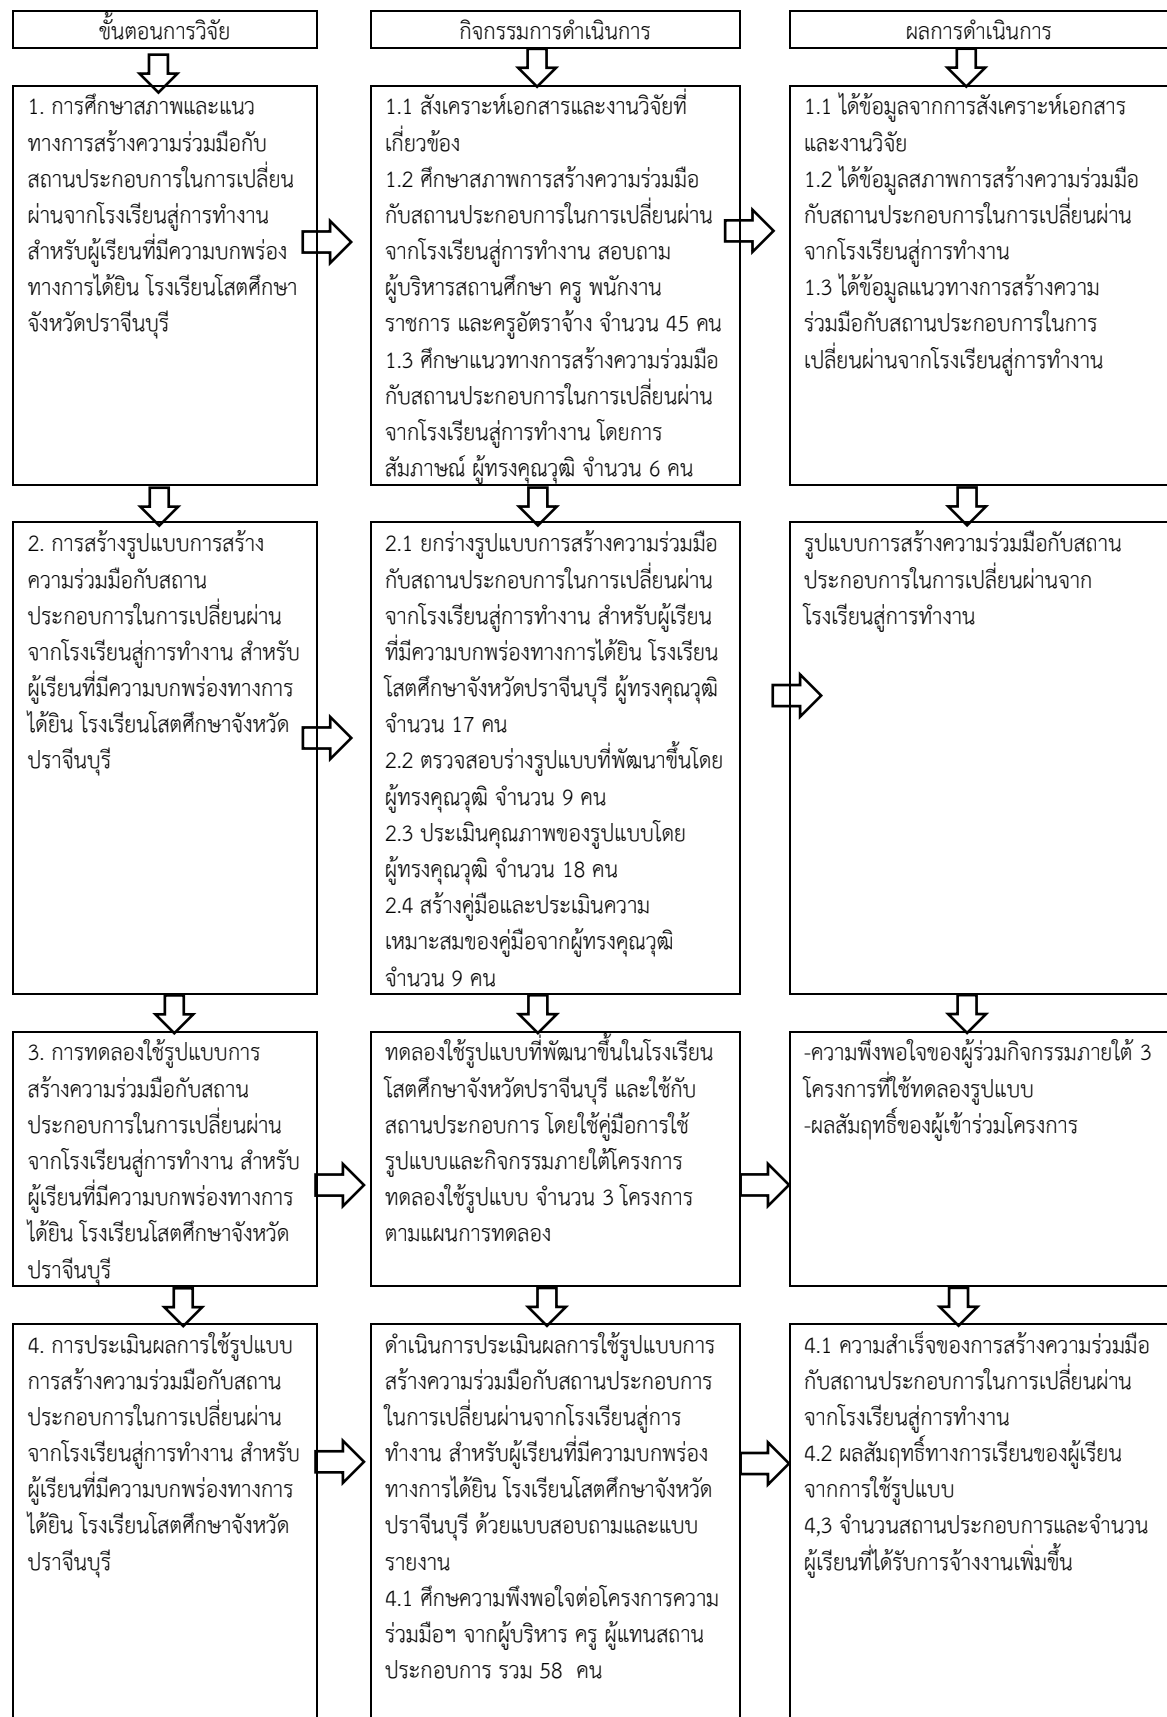 ขั้นตอนการวิจัย
กิจกรรมการดำเนินการ
ผลการดำเนินการ
1. การศึกษาสภาพและแนว
ทางการสร้างความร่วมมือกับ
สถานประกอบการในการเปลี่ยน
ผ่านจากโรงเรียนสู่การทำงาน
สำหรับผู้เรียนที่มีความบกพร่อง
ทางการได้ยิน โรงเรียนโสตศึกษา
จังหวัดปราจีนบุรี
1.1 สังเคราะห์เอกสารและงานวิจัยที่
เกี่ยวข้อง
1.2 ศึกษาสภาพการสร้างความร่วมมือ
กับสถานประกอบการในการเปลี่ยนผ่าน
จากโรงเรียนสู่การทำงาน สอบถาม
ผู้บริหารสถานศึกษา ครู พนักงาน
ราชการ และครูอัตราจ้าง จำนวน 45 คน
1.3 ศึกษาแนวทางการสร้างความร่วมมือ
กับสถานประกอบการในการเปลี่ยนผ่าน
จากโรงเรียนสู่การทำงาน โดยการ
สัมภาษณ์ ผู้ทรงคุณวุฒิ จำนวน 6 คน
1.1 ได้ข้อมูลจากการสังเคราะห์เอกสาร
และงานวิจัย
1.2 ได้ข้อมูลสภาพการสร้างความร่วมมือ
กับสถานประกอบการในการเปลี่ยนผ่าน
จากโรงเรียนสู่การทำงาน
1.3 ได้ข้อมูลแนวทางการสร้างความ
ร่วมมือกับสถานประกอบการในการ
เปลี่ยนผ่านจากโรงเรียนสู่การทำงาน
2. การสร้างรูปแบบการสร้าง
ความร่วมมือกับสถาน
ประกอบการในการเปลี่ยนผ่าน
จากโรงเรียนสู่การทำงาน สำหรับ
ผู้เรียนที่มีความบกพร่องทางการ
ได้ยิน โรงเรียนโสตศึกษาจังหวัด
ปราจีนบุรี
2.1 ยกร่างรูปแบบการสร้างความร่วมมือ
กับสถานประกอบการในการเปลี่ยนผ่าน
จากโรงเรียนสู่การทำงาน สำหรับผู้เรียน
ที่มีความบกพร่องทางการได้ยิน โรงเรียน
โสตศึกษาจังหวัดปราจีนบุรี ผู้ทรงคุณวุฒิ
จำนวน 17 คน
2.2 ตรวจสอบร่างรูปแบบที่พัฒนาขึ้นโดย
ผู้ทรงคุณวุฒิ จำนวน 9 คน
2.3 ประเมินคุณภาพของรูปแบบโดย
ผู้ทรงคุณวุฒิ จำนวน 18 คน
2.4 สร้างคู่มือและประเมินความ
เหมาะสมของคู่มือจากผู้ทรงคุณวุฒิ
จำนวน 9 คน
รูปแบบการสร้างความร่วมมือกับสถาน
ประกอบการในการเปลี่ยนผ่านจาก
โรงเรียนสู่การทำงาน
3. การทดลองใช้รูปแบบการ
สร้างความร่วมมือกับสถาน
ประกอบการในการเปลี่ยนผ่าน
จากโรงเรียนสู่การทำงาน สำหรับ
ผู้เรียนที่มีความบกพร่องทางการ
ได้ยิน โรงเรียนโสตศึกษาจังหวัด
ปราจีนบุรี
ทดลองใช้รูปแบบที่พัฒนาขึ้นในโรงเรียน
โสตศึกษาจังหวัดปราจีนบุรี และใช้กับ
สถานประกอบการ โดยใช้คู่มือการใช้
รูปแบบและกิจกรรมภายใต้โครงการ
ทดลองใช้รูปแบบ จำนวน 3 โครงการ
ตามแผนการทดลอง
-ความพึงพอใจของผู้ร่วมกิจกรรมภายใต้ 3
โครงการที่ใช้ทดลองรูปแบบ
-ผลสัมฤทธิ์ของผู้เข้าร่วมโครงการ
4. การประเมินผลการใช้รูปแบบ
การสร้างความร่วมมือกับสถาน
ประกอบการในการเปลี่ยนผ่าน
จากโรงเรียนสู่การทำงาน สำหรับ
ผู้เรียนที่มีความบกพร่องทางการ
ได้ยิน โรงเรียนโสตศึกษาจังหวัด
ปราจีนบุรี
ดำเนินการประเมินผลการใช้รูปแบบการ
สร้างความร่วมมือกับสถานประกอบการ
ในการเปลี่ยนผ่านจากโรงเรียนสู่การ
ทำงาน สำหรับผู้เรียนที่มีความบกพร่อง
ทางการได้ยิน โรงเรียนโสตศึกษาจังหวัด
ปราจีนบุรี ด้วยแบบสอบถามและแบบ
รายงาน
4.1 ศึกษความพึงพอใจต่อโครงการความ
ร่วมมือฯ จากผู้บริหาร ครู ผู้แทนสถาน
ประกอบการ รวม 58 คน
4.1 ความสำเร็จของการสร้างความร่วมมือ
กับสถานประกอบการในการเปลี่ยนผ่าน
จากโรงเรียนสู่การทำงาน
4.2 ผลสัมฤทธิ์ทางการเรียนของผู้เรียน
จากการใช้รูปแบบ
4,3 จำนวนสถานประกอบการและจำนวน
ผู้เรียนที่ได้รับการจ้างงานเพิ่มขึ้น